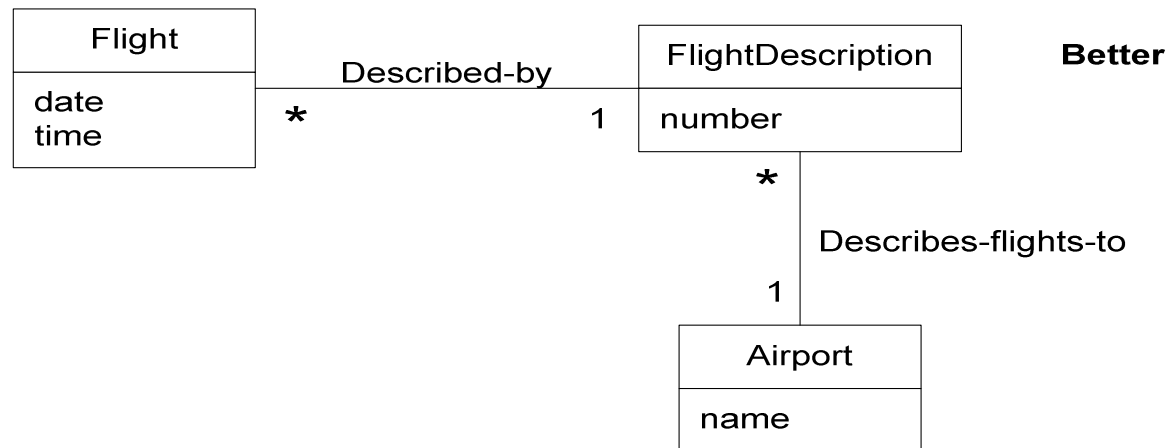 Flight
date
time
Described-by
*
1
FlightDescription
number
Better
*
Describes-flights-to
1
Airport
name